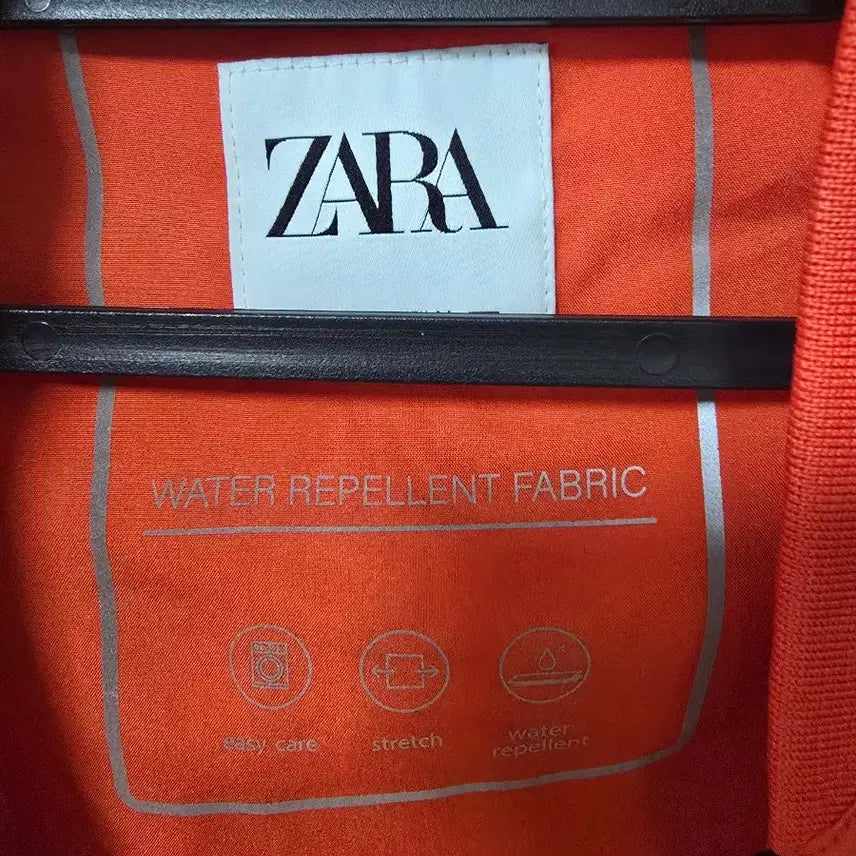 ZARA
WATER REPELLENT FABRIC
easy care
stretch
water
repellent